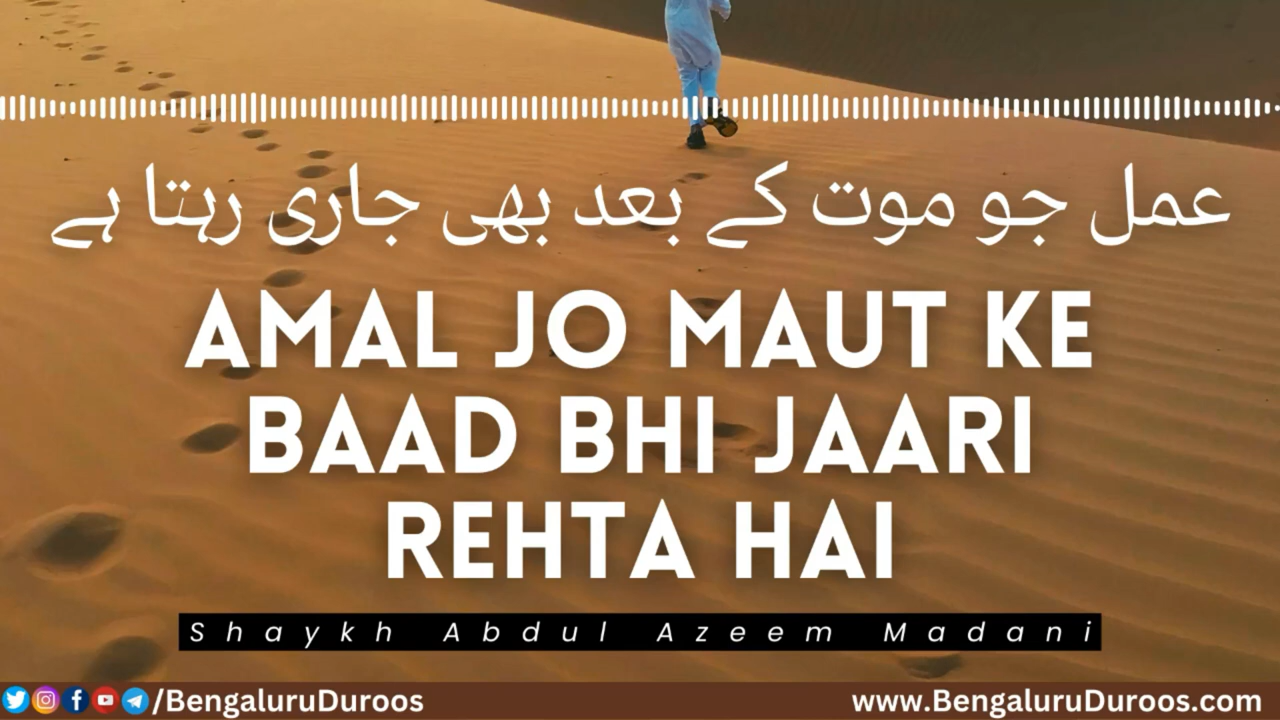 عمل جو موت کے بعد بھی جاری رہتا ہے
AMAL JO MAUT KE
BAAD BHI JAARI
REHTA HAI
Shaykh Abdul Azeem Madani
/BengaluruDuroos
www.BengaluruDuroos.com